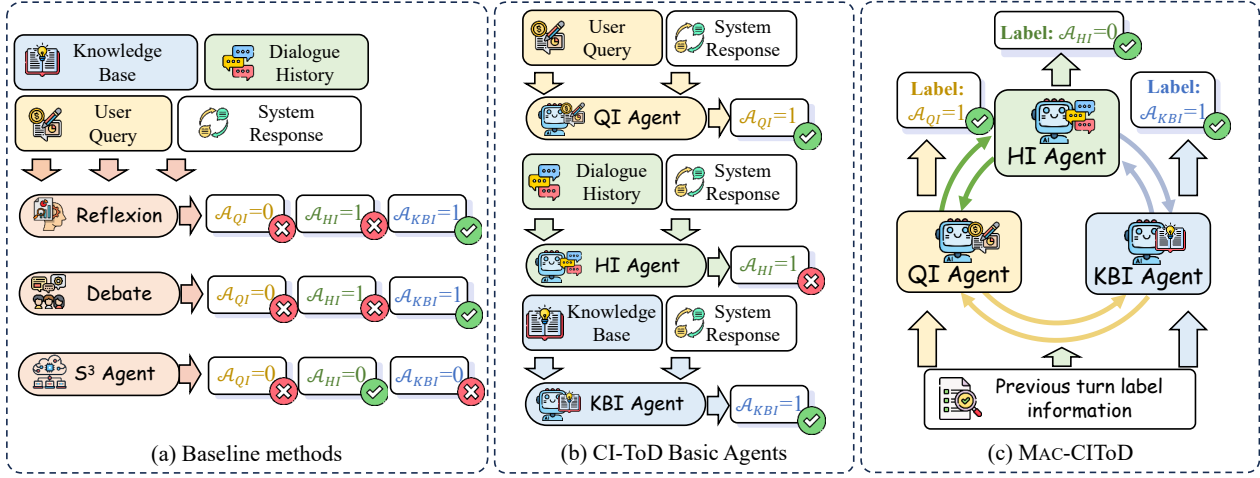 Knowledge
Base
Dialogue
History
User
Query
System
Response
Reflexion
𝒜QI=0
𝒜HI=1
𝒜KBI=1
Debate
𝒜QI=0
𝒜HI=1
𝒜KBI=1
S³ Agent
𝒜QI=0
𝒜HI=0
𝒜KBI=0
(a) Baseline methods
User
Query
System
Response
QI Agent
𝒜QI=1
Dialogue
History
System
Response
HI Agent
𝒜HI=1
Knowledge
Base
System
Response
KBI Agent
𝒜KBI=1
(b) CI-ToD Basic Agents
Label: 𝒜HI=0
Label:
𝒜QI=1
Label:
𝒜KBI=1
AI
HI Agent
AI
QI Agent
AI
KBI Agent
Previous turn label
information
(c) MAC-CIToD